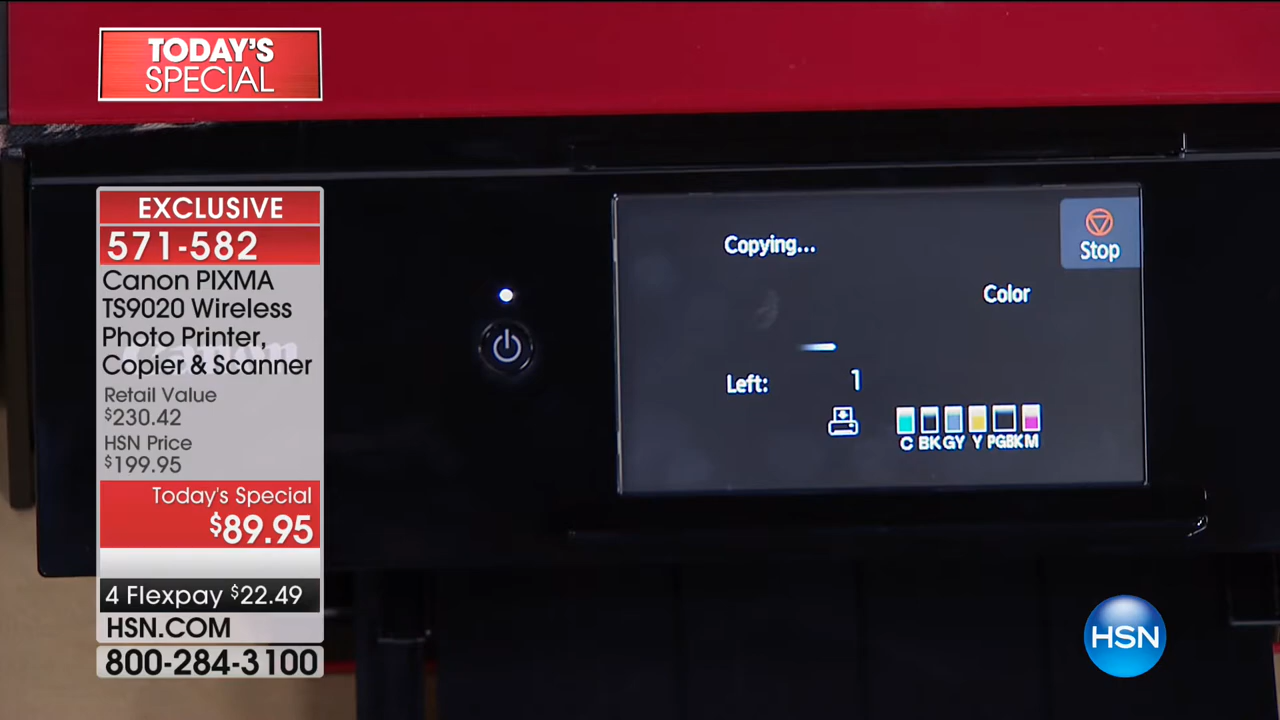 TODAY'S
SPECIAL
EXCLUSIVE
571-582
Canon PIXMA
TS9020 Wireless
Photo Printer,
Copier & Scanner
Retail Value
$230.42
HSN Price
$199.95
Today's Special
$89.95
4 Flexpay $22.49
HSN.COM
800-284-3100
Copying...
Stop
Color
Left: 1
C BK GY Y PGBK M
HSN